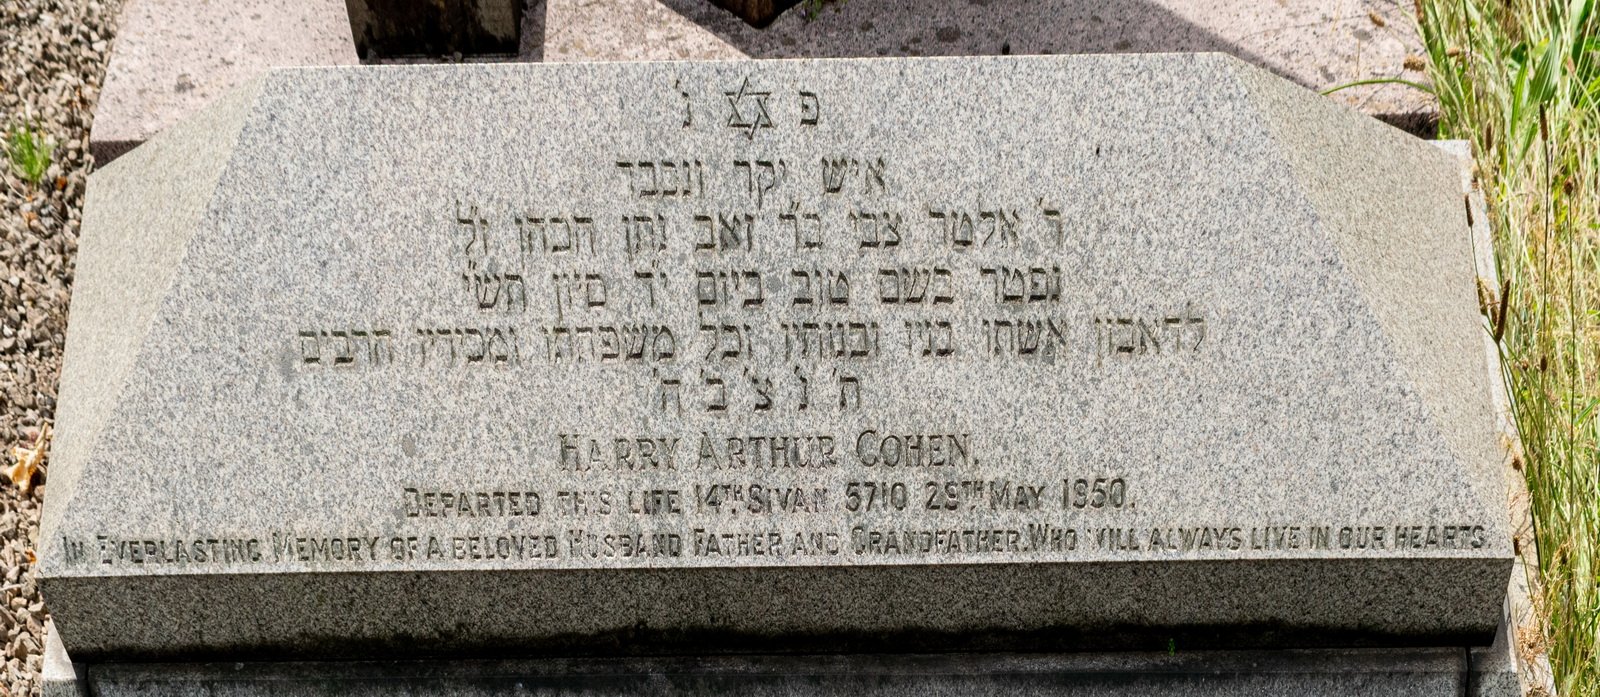 פ נ'
איש יקר ונכבד
ר' אלטר צבי ב"ר זאב נתן הכהן ז"ל
נפטר בשם טוב ביום י"ד סיון תש"י
לדאבון אשתו בניו ובנותיו וכל משפחתו ומכידיו הרבים
ת' נ' צ' ב' ה'
HARRY ARTHUR COHEN.
DEPARTED THIS LIFE 14TH SIVAN 5710 29TH MAY 1950.
IN EVERLASTING MEMORY OF A BELOVED HUSBAND FATHER AND GRANDFATHER. WHO WILL ALWAYS LIVE IN OUR HEARTS.